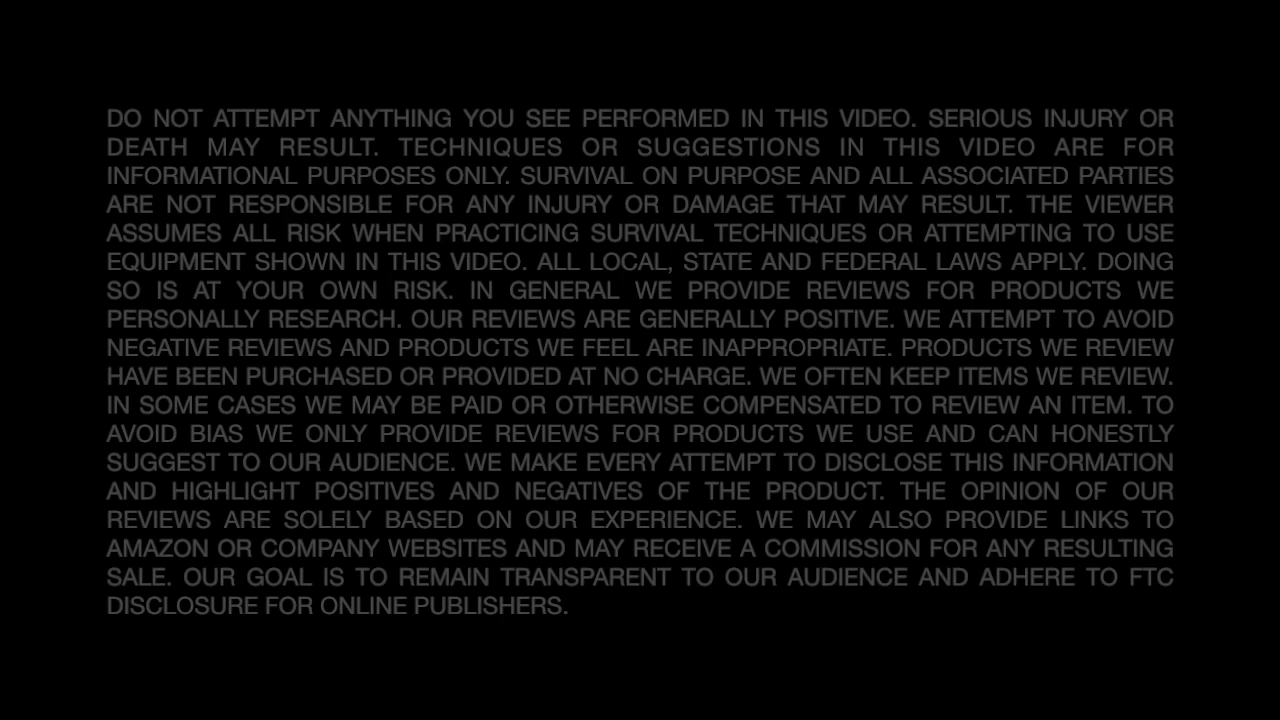 DO NOT ATTEMPT ANYTHING YOU SEE PERFORMED IN THIS VIDEO. SERIOUS INJURY OR
DEATH MAY RESULT. TECHNIQUES OR SUGGESTIONS IN THIS VIDEO ARE FOR
INFORMATIONAL PURPOSES ONLY. SURVIVAL ON PURPOSE AND ALL ASSOCIATED PARTIES
ARE NOT RESPONSIBLE FOR ANY INJURY OR DAMAGE THAT MAY RESULT. THE VIEWER
ASSUMES ALL RISK WHEN PRACTICING SURVIVAL TECHNIQUES OR ATTEMPTING TO USE
EQUIPMENT SHOWN IN THIS VIDEO. ALL LOCAL, STATE AND FEDERAL LAWS APPLY. DOING
SO IS AT YOUR OWN RISK. IN GENERAL WE PROVIDE REVIEWS FOR PRODUCTS WE
PERSONALLY RESEARCH. OUR REVIEWS ARE GENERALLY POSITIVE. WE ATTEMPT TO AVOID
NEGATIVE REVIEWS AND PRODUCTS WE FEEL ARE INAPPROPRIATE. PRODUCTS WE REVIEW
HAVE BEEN PURCHASED OR PROVIDED AT NO CHARGE. WE OFTEN KEEP ITEMS WE REVIEW.
IN SOME CASES WE MAY BE PAID OR OTHERWISE COMPENSATED TO REVIEW AN ITEM. TO
AVOID BIAS WE ONLY PROVIDE REVIEWS FOR PRODUCTS WE USE AND CAN HONESTLY
SUGGEST TO OUR AUDIENCE. WE MAKE EVERY ATTEMPT TO DISCLOSE THIS INFORMATION
AND HIGHLIGHT POSITIVES AND NEGATIVES OF THE PRODUCT. THE OPINION OF OUR
REVIEWS ARE SOLELY BASED ON OUR EXPERIENCE. WE MAY ALSO PROVIDE LINKS TO
AMAZON OR COMPANY WEBSITES AND MAY RECEIVE A COMMISSION FOR ANY RESULTING
SALE. OUR GOAL IS TO REMAIN TRANSPARENT TO OUR AUDIENCE AND ADHERE TO FTC
DISCLOSURE FOR ONLINE PUBLISHERS.